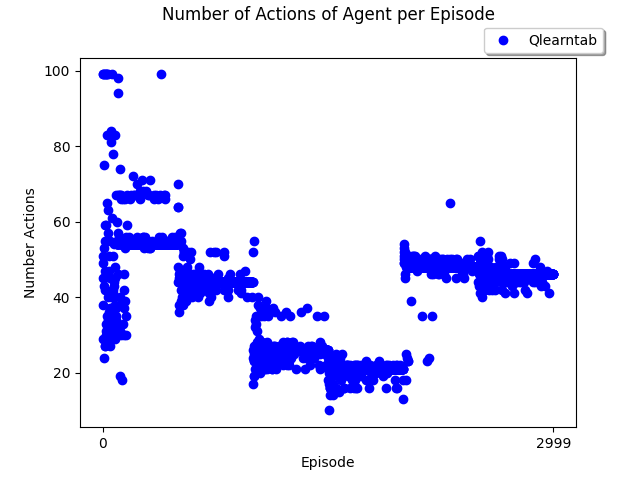 Number of Actions of Agent per Episode
Qlearntab
100
80
60
40
20
Number Actions
0
2999
Episode